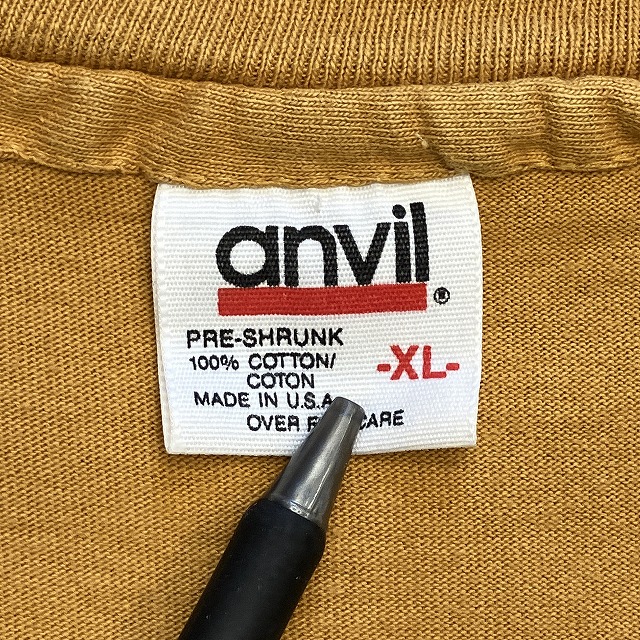 anvil
®
PRE-SHRUNK
100% COTTON/
COTON
-XL-
MADE IN U.S.A
OVER CARE